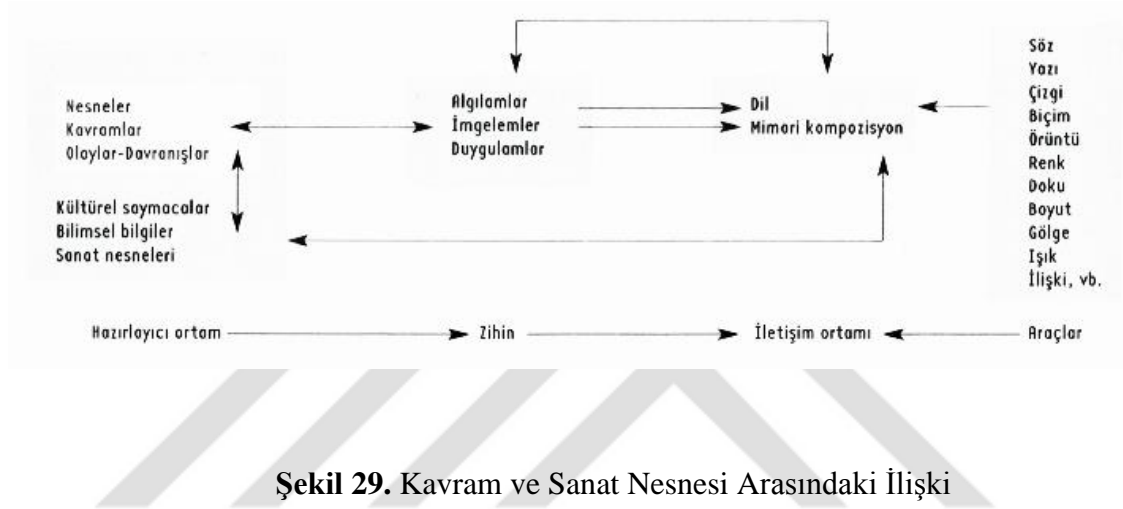 Nesneler
Kavramlar
Olaylar-Davranışlar
Kültürel saymacalar
Bilimsel bilgiler
Sanat nesneleri
Algılamlar
İmgelemler
Duygulamlar
Dil
Mimari kompozisyon
Söz
Yazı
Çizgi
Biçim
Örüntü
Renk
Doku
Boyut
Gölge
Işık
İlişki, vb.
Hazırlayıcı ortam
Zihin
İletişim ortamı
Araçlar
Şekil 29. Kavram ve Sanat Nesnesi Arasındaki İlişki